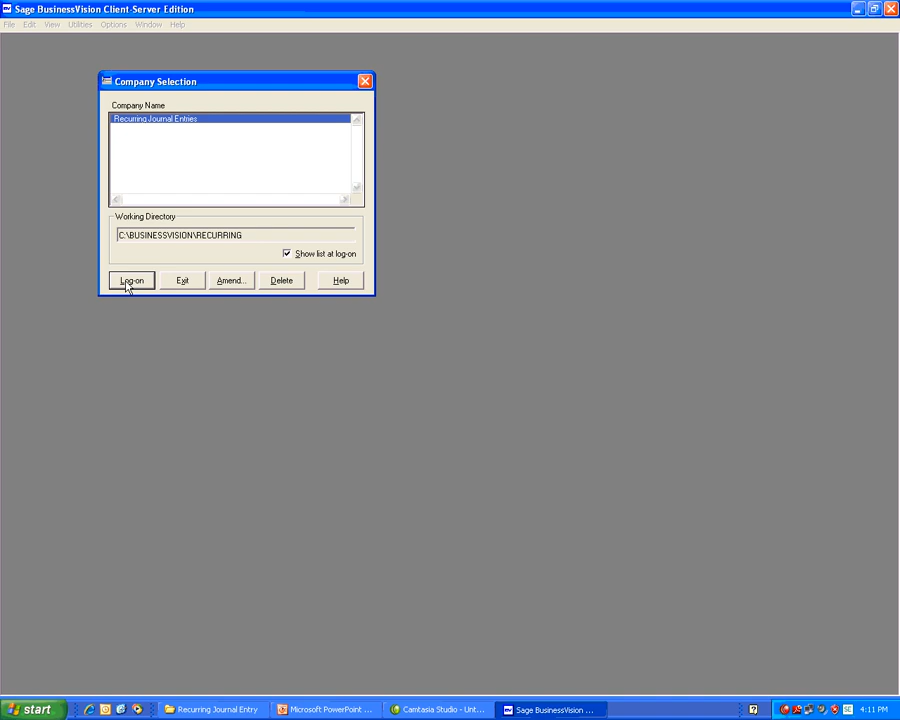 Sage BusinessVision Client-Server Edition
File Edit View Utilities Options Window Help
Company Selection
Company Name
Recurring Journal Entries
Working Directory
C:\BUSINESSVISION\RECURRING
Show list at log-on
Log-on Exit Amend... Delete Help
start Recurring Journal Entry Microsoft PowerPoint ... Camtasia Studio - Unt... Sage BusinessVision ... SE 4:11 PM